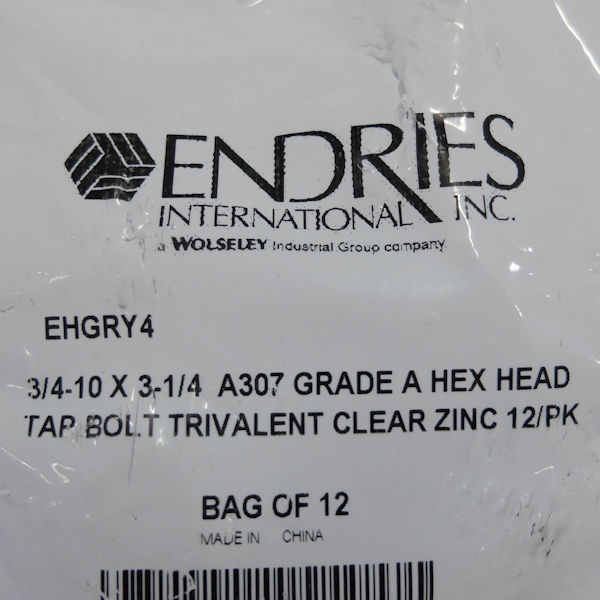 ENDRIES
INTERNATIONAL INC.
a WOLSELEY Industrial Group company
EHGRY4
3/4-10 X 3-1/4 A307 GRADE A HEX HEAD
TAP BOLT TRIVALENT CLEAR ZINC 12/PK
BAG OF 12
MADE IN CHINA